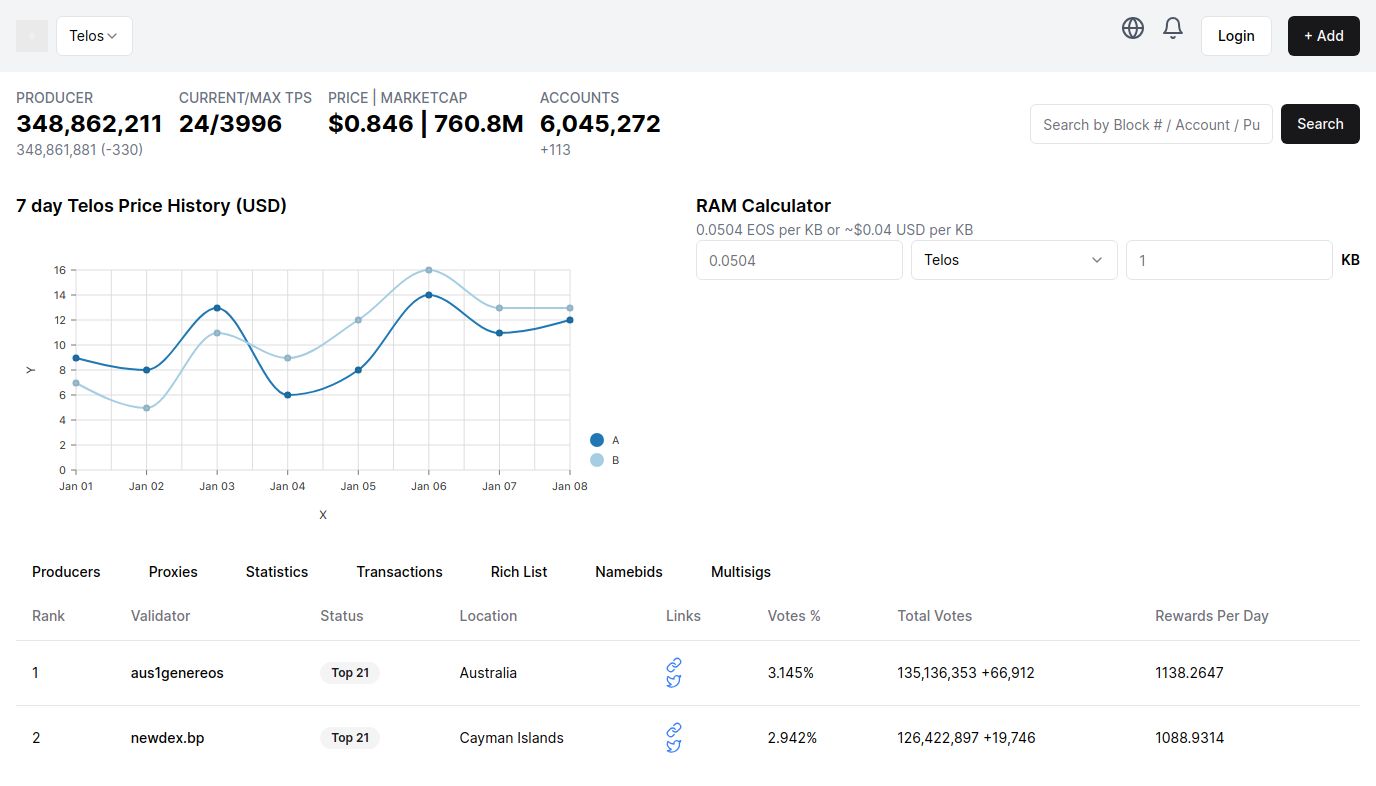 Telos
Login
+ Add
PRODUCER
348,862,211
348,861,881 (-330)
CURRENT/MAX TPS
24/3996
PRICE | MARKETCAP
$0.846 | 760.8M
ACCOUNTS
6,045,272
+113
Search by Block # / Account / Pu
Search
7 day Telos Price History (USD)
16
14
12
10
8
6
4
2
0
Y
Jan 01 Jan 02 Jan 03 Jan 04 Jan 05 Jan 06 Jan 07 Jan 08
X
A
B
RAM Calculator
0.0504 EOS per KB or ~$0.04 USD per KB
0.0504 Telos 1 KB
Producers Proxies Statistics Transactions Rich List Namebids Multisigs
Rank Validator Status Location Links Votes % Total Votes Rewards Per Day
1 aus1genereos Top 21 Australia 3.145% 135,136,353 +66,912 1138.2647
2 newdex.bp Top 21 Cayman Islands 2.942% 126,422,897 +19,746 1088.9314